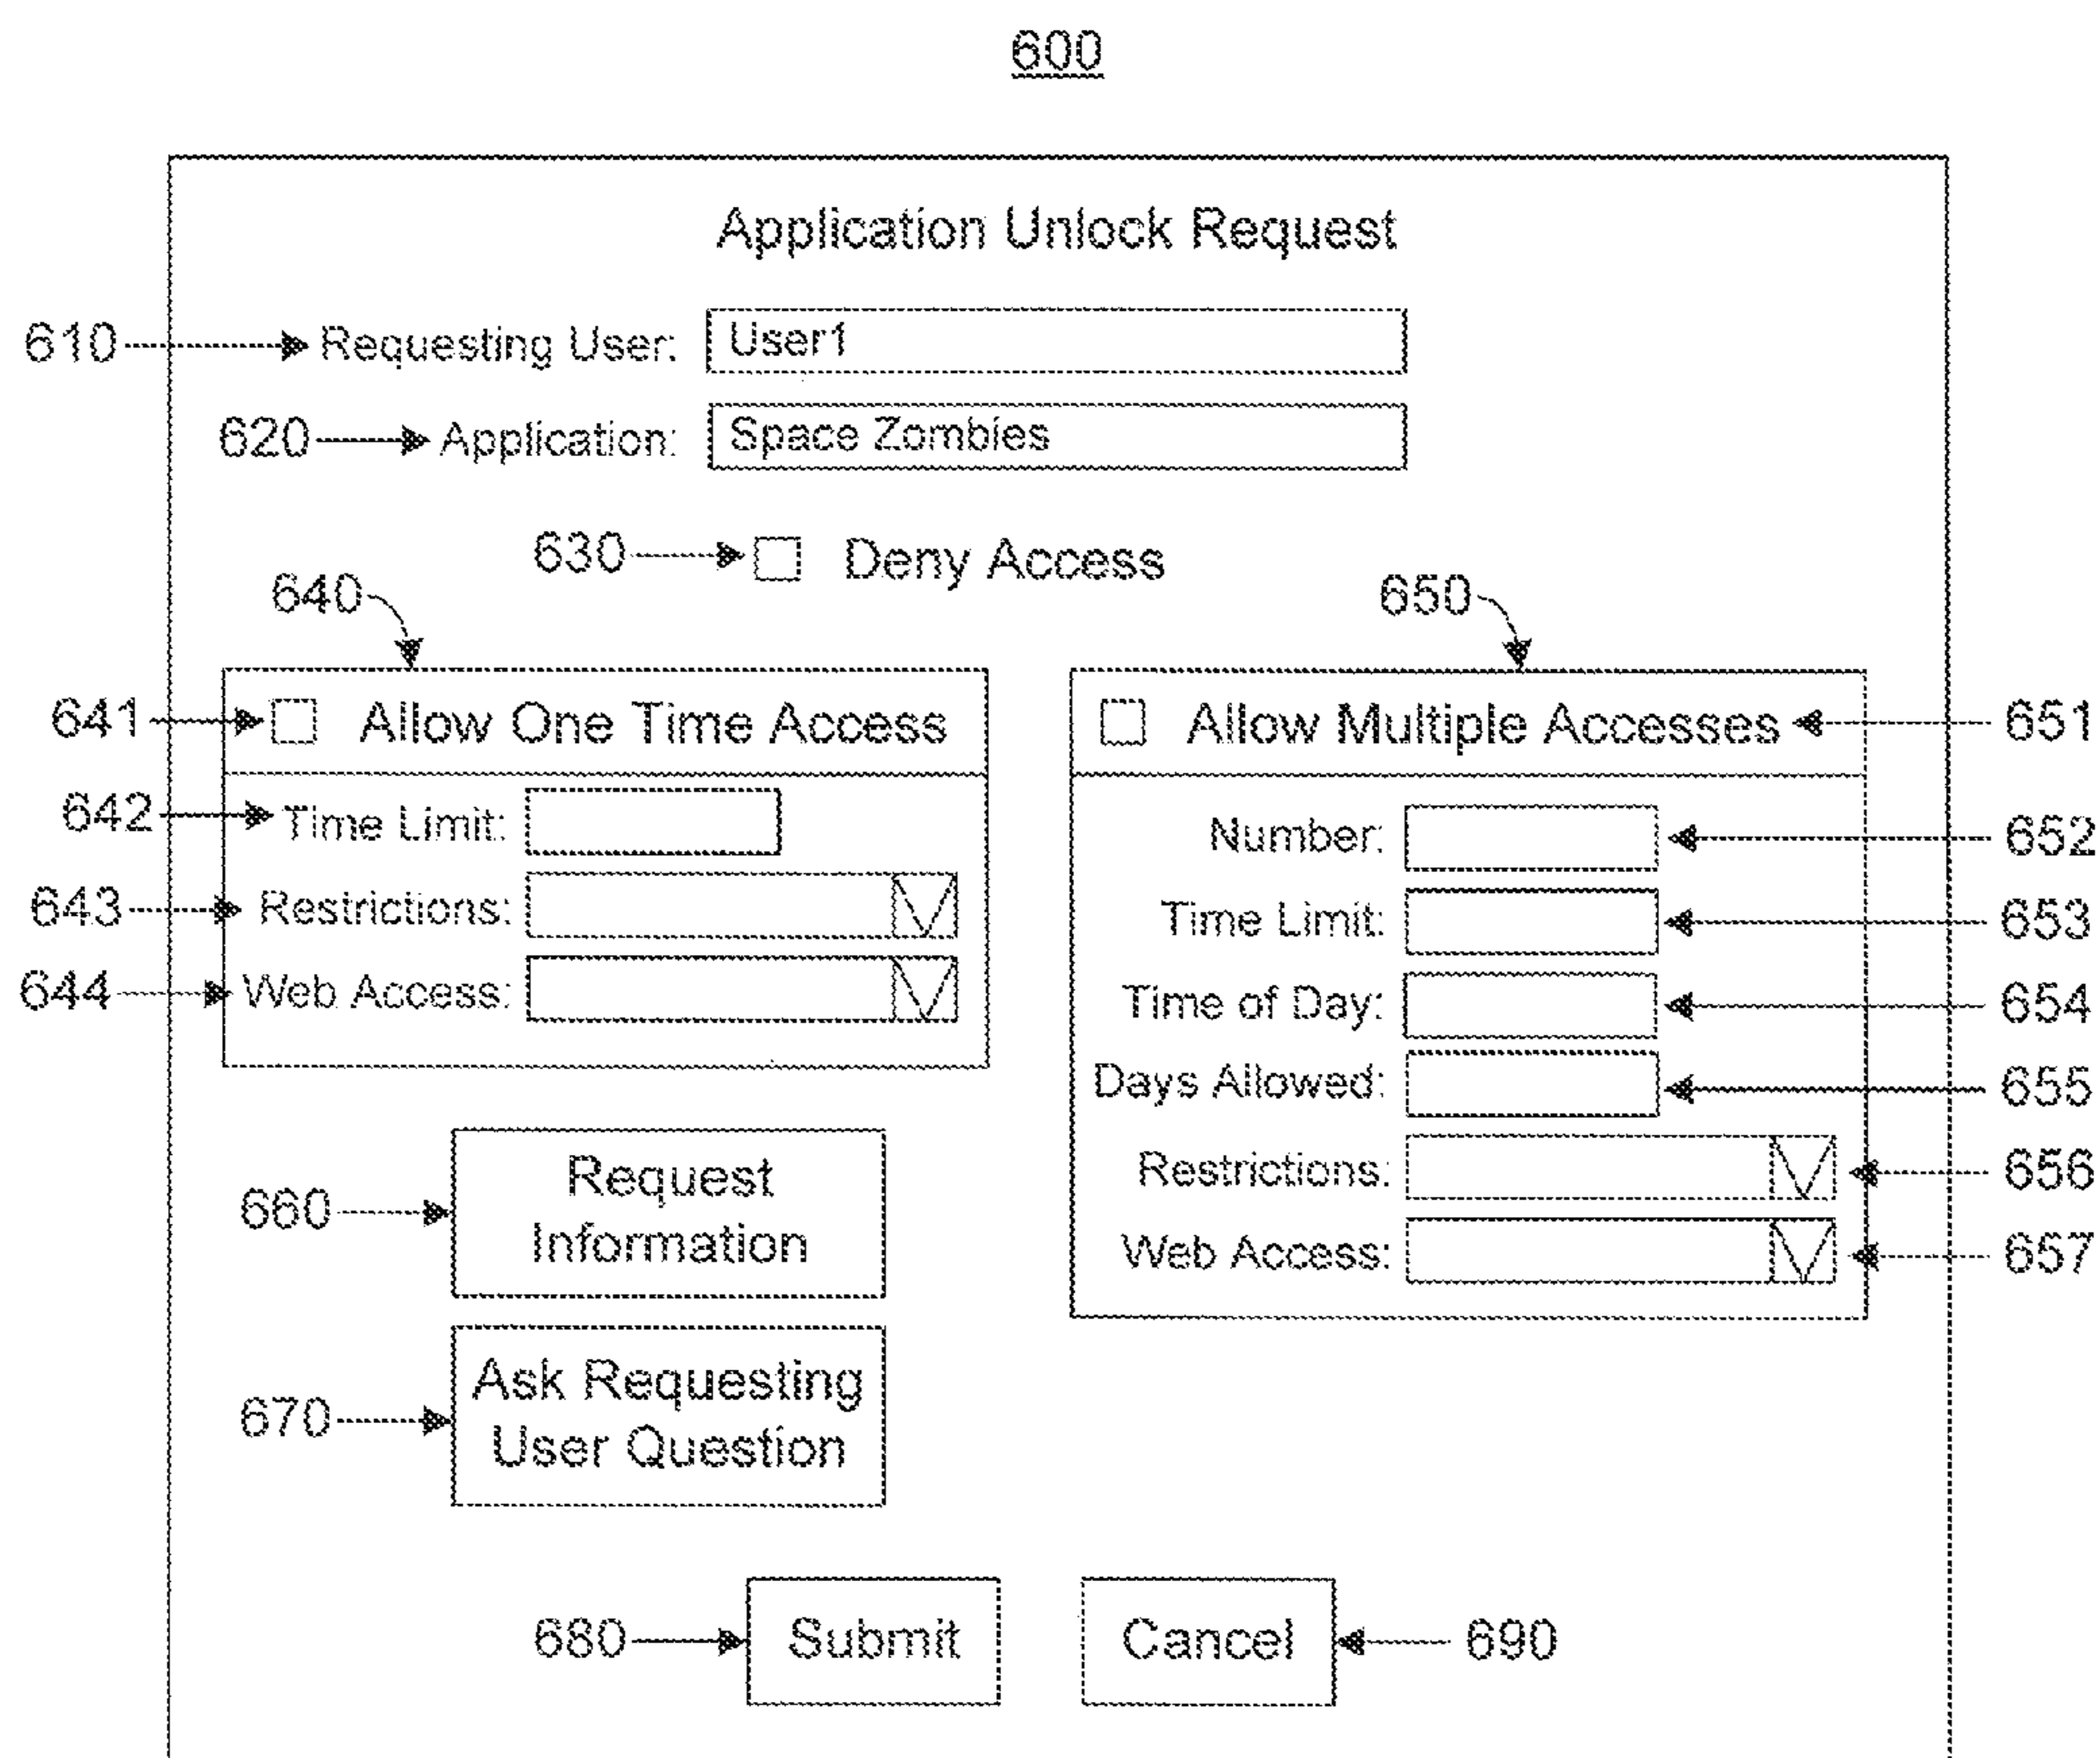 600
Application Unlock Request
610 Requesting User: User1
620 Application: Space Zombies
630 Deny Access
640
650
641 Allow One Time Access
642 Time Limit:
643 Restrictions:
644 Web Access:
Allow Multiple Accesses 651
Number: 652
Time Limit: 653
Time of Day: 654
Days Allowed: 655
Restrictions: 656
Web Access: 657
660 Request
Information
670 Ask Requesting
User Question
680 Submit
Cancel 690